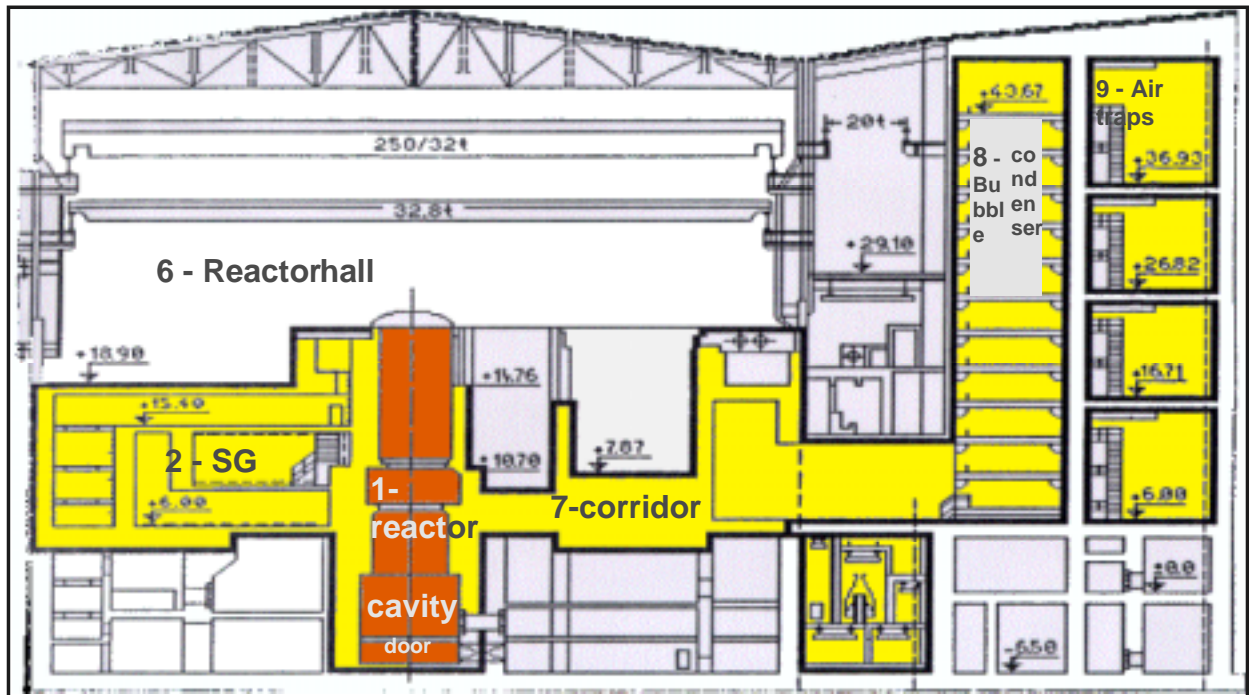 +43.67
9 - Air
traps
250/32t
20t
8 -
Bu
bbl
e
co
nd
en
ser
+36.93
32.8t
+29.10
6 - Reactorhall
+26.82
+18.90
+14.76
+16.71
+15.40
2 - SG
+10.70
+7.87
1-
reactor
7-corridor
+6.00
+6.00
±0.0
cavity
door
-6.50